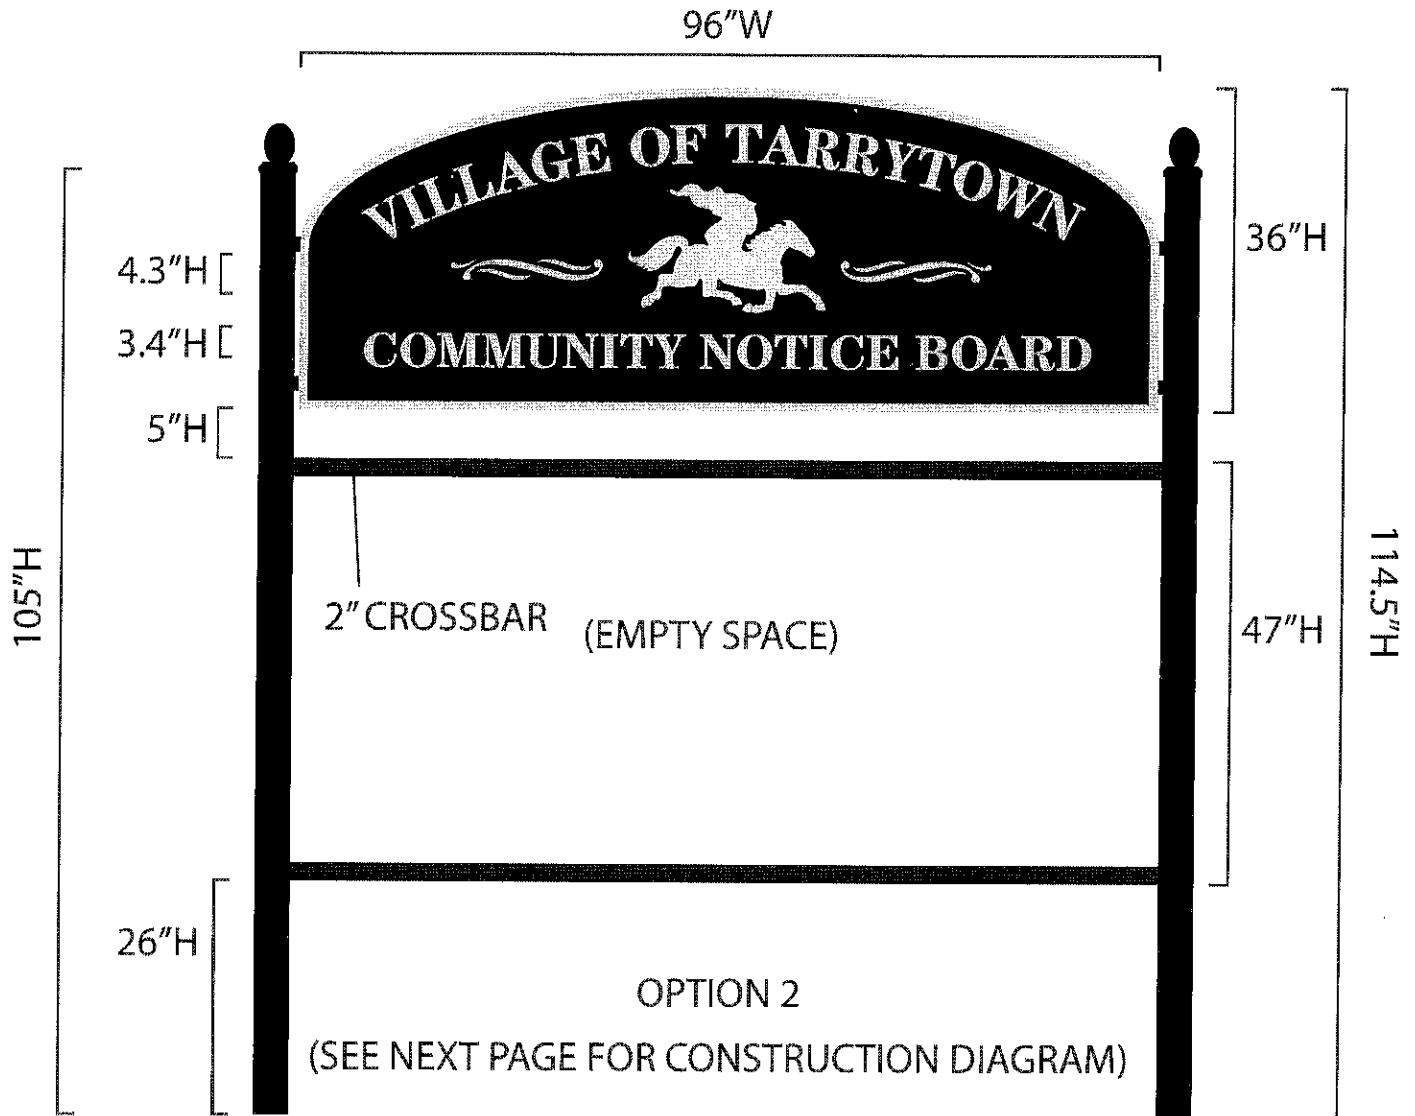 96"W
VILLAGE OF TARRYTOWN
36"H
4.3"H
3.4"H
COMMUNITY NOTICE BOARD
5"H
105"H
114.5"H
2" CROSSBAR
(EMPTY SPACE)
47"H
26"H
OPTION 2
(SEE NEXT PAGE FOR CONSTRUCTION DIAGRAM)